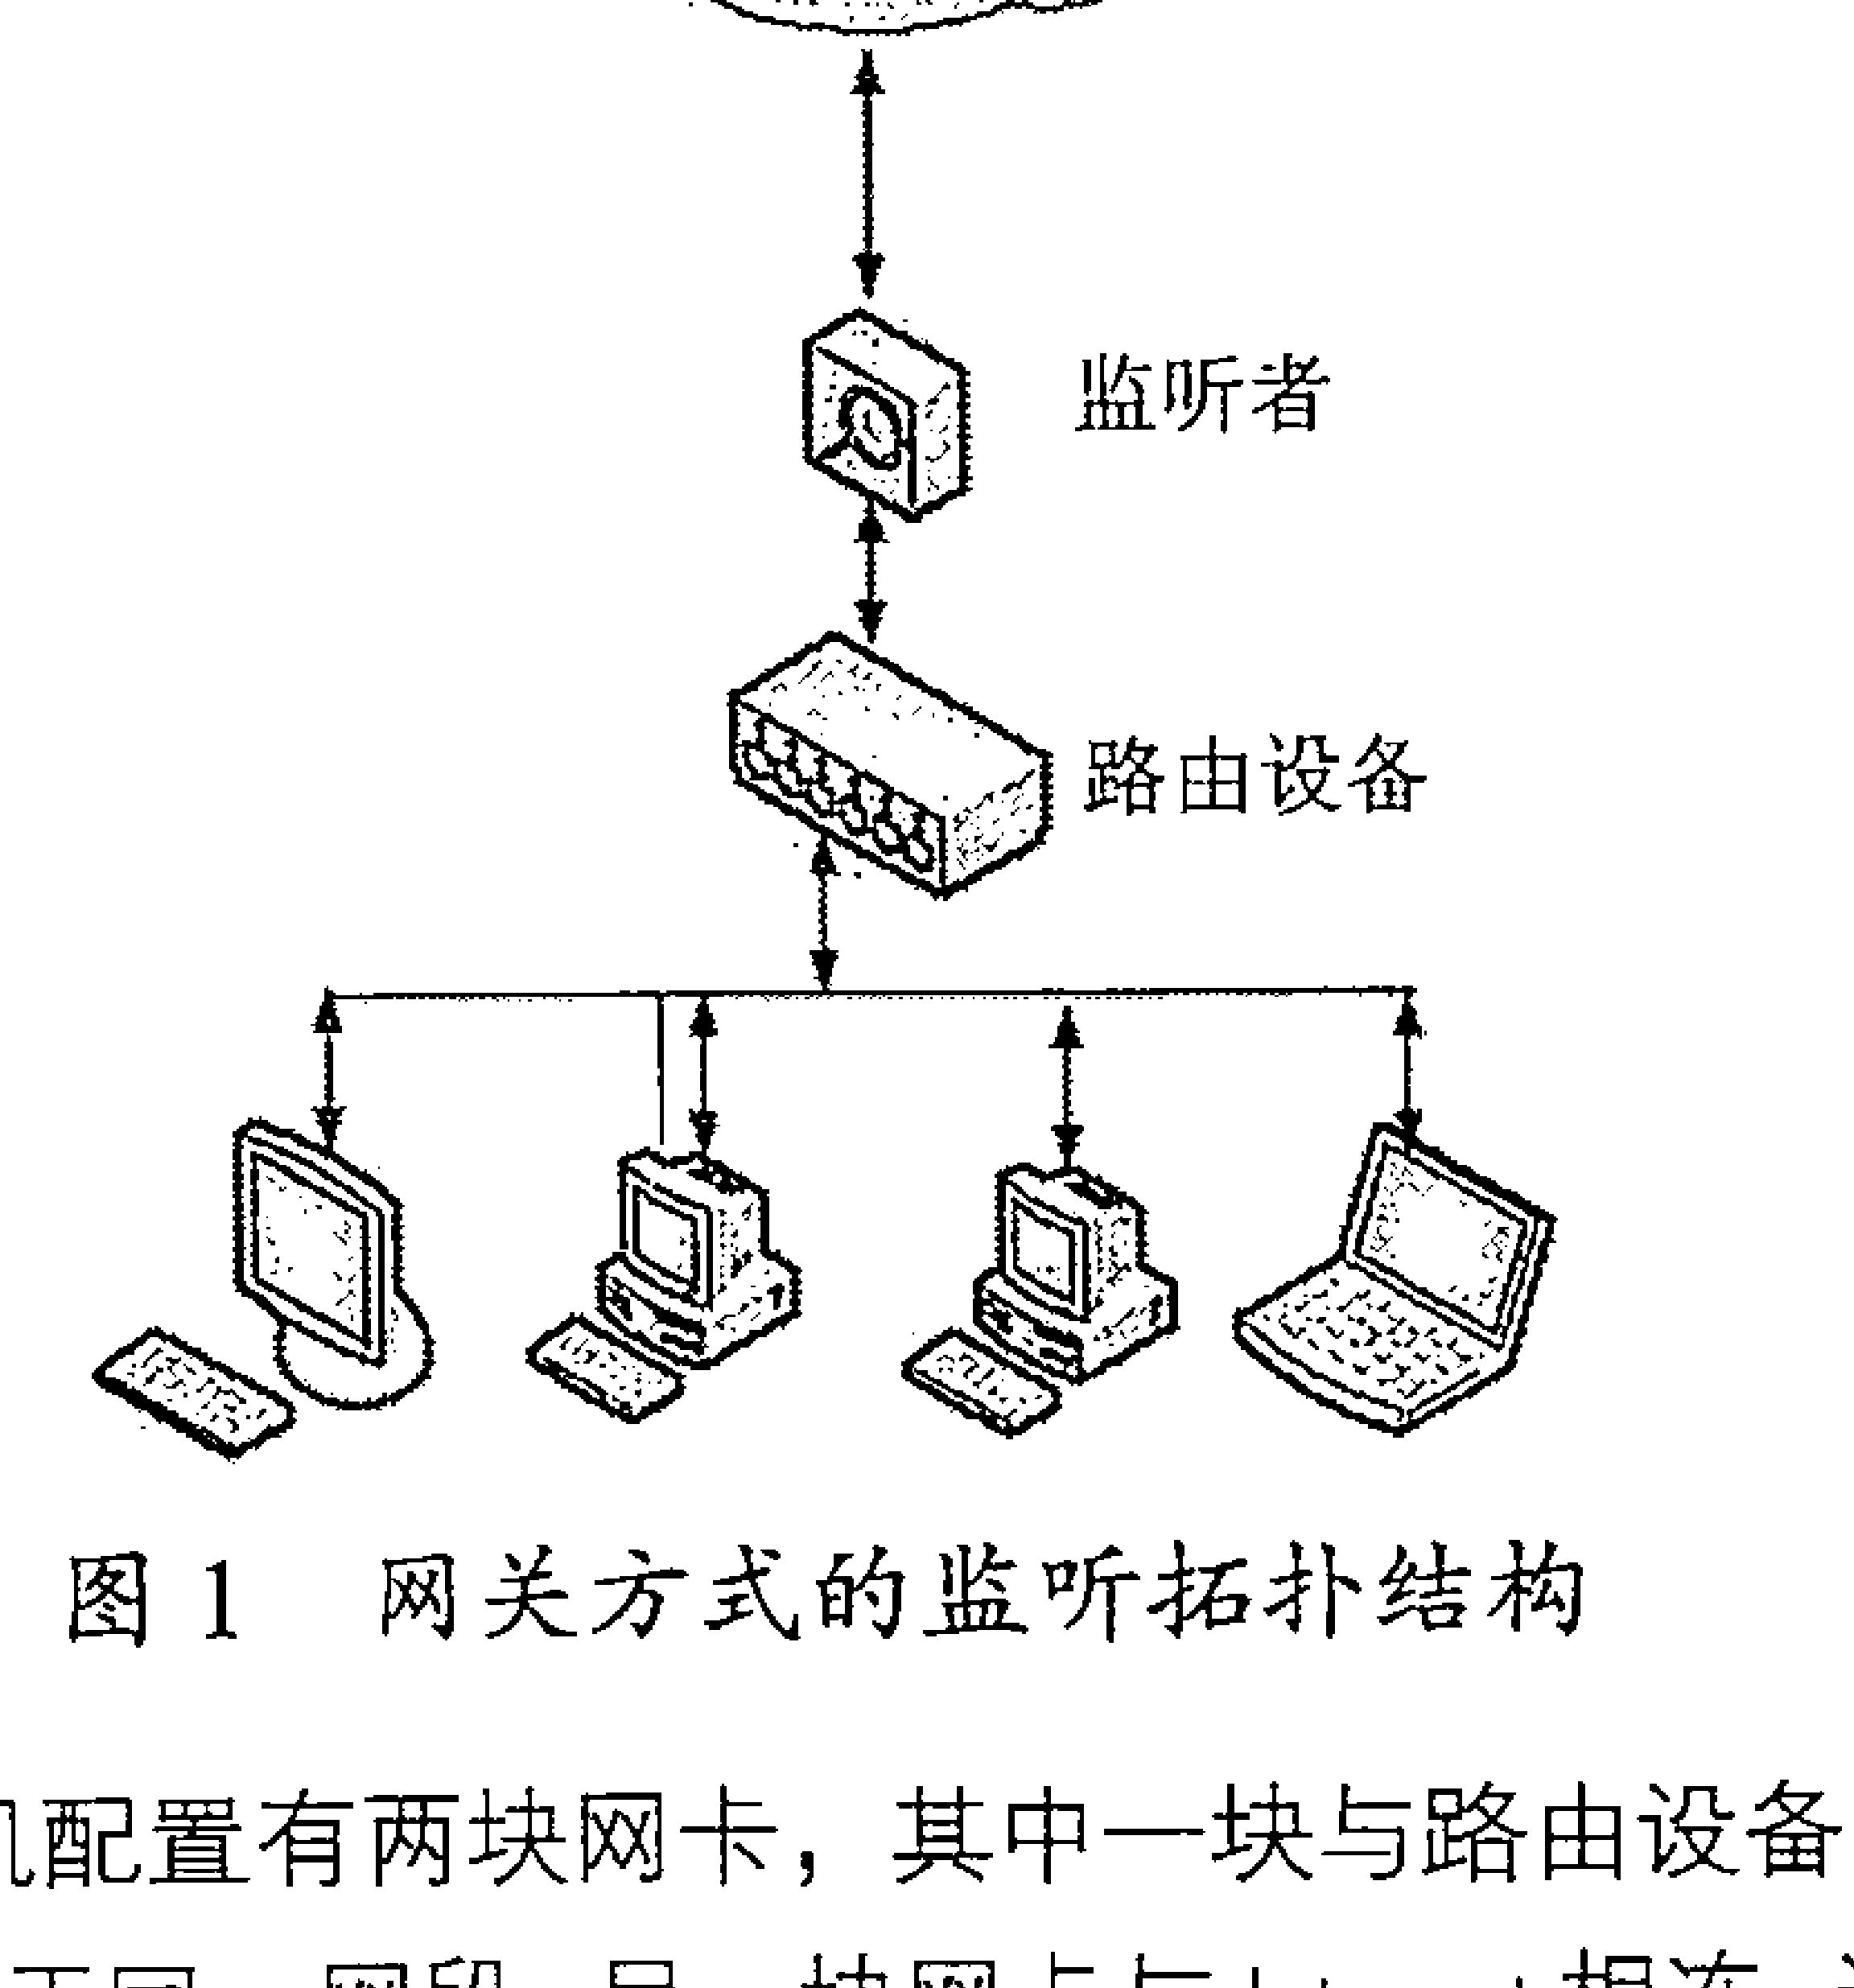 监听者
路由设备
图1 网关方式的监听拓扑结构
机配置有两块网卡，其中一块与路由设备